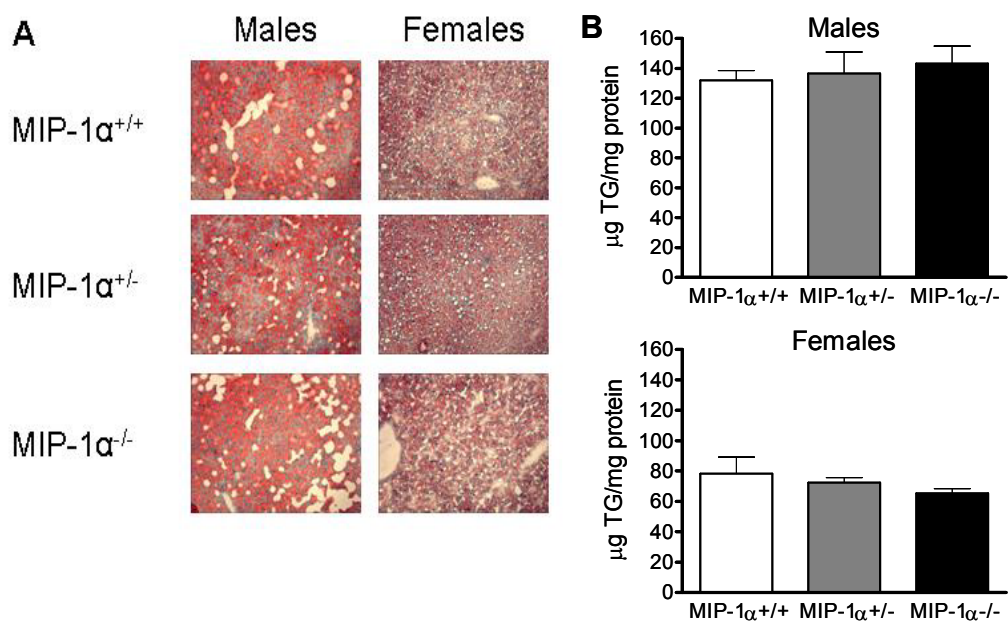 A
Males
Females
MIP-1α+/+
MIP-1α+/-
MIP-1α-/-
B
Males
µg TG/mg protein
160
140
120
100
80
60
40
20
0
MIP-1α+/+ MIP-1α+/- MIP-1α-/-
Females
µg TG/mg protein
160
140
120
100
80
60
40
20
0
MIP-1α+/+ MIP-1α+/- MIP-1α-/-